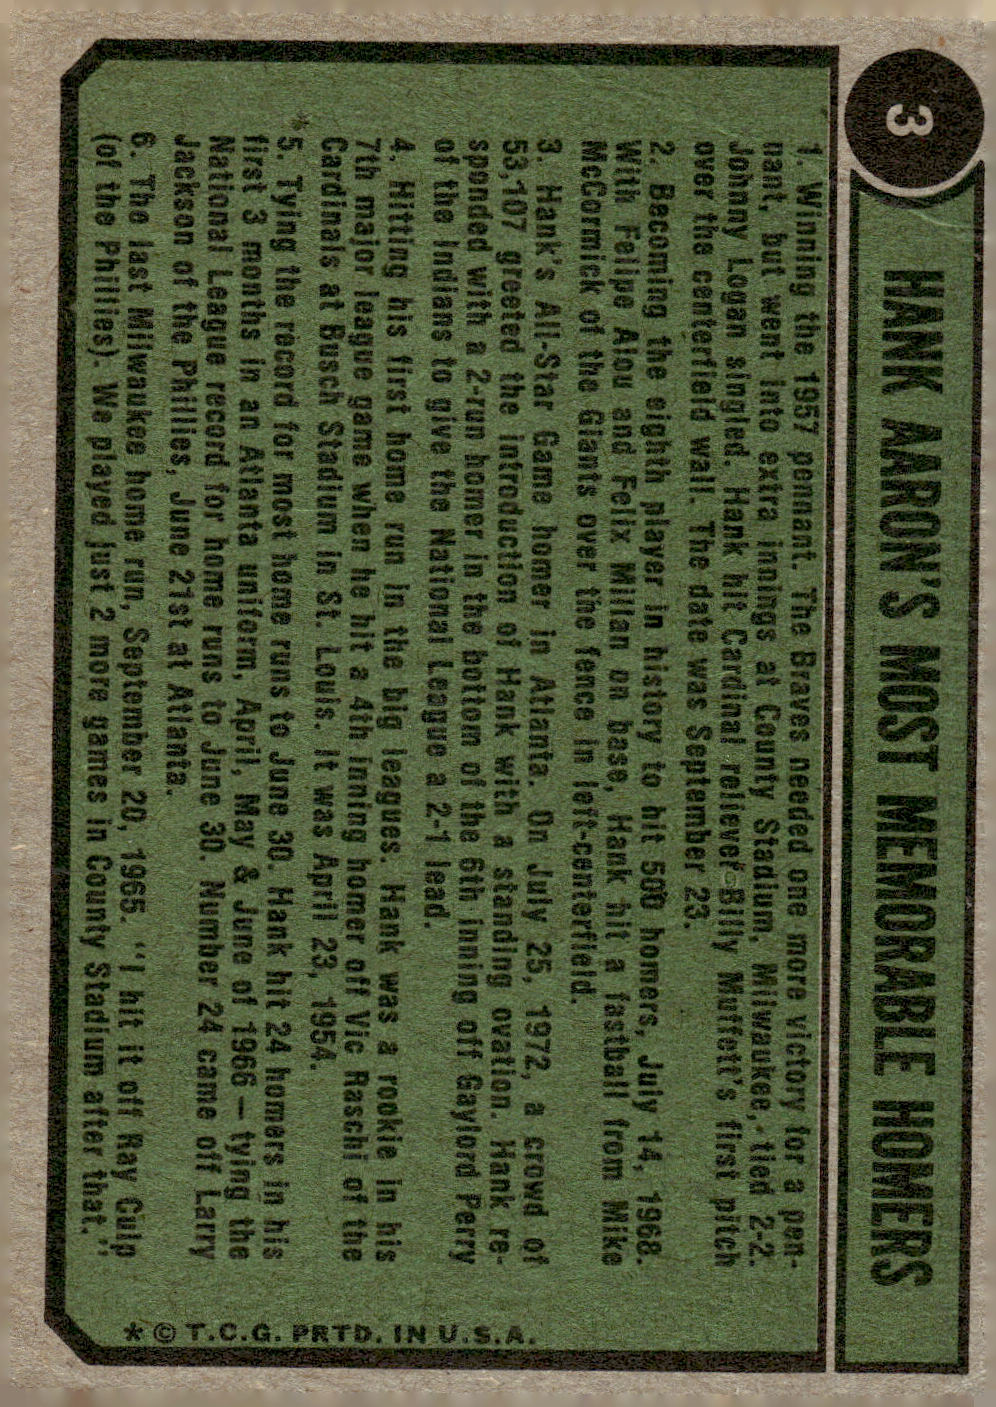 3
HANK AARON'S MOST MEMORABLE HOMERS
1. Winning the 1957 pennant. The Braves needed one more victory for a pen-
nant, but went into extra innings at County Stadium, Milwaukee, tied 2-2.
Johnny Logan singled. Hank hit Cardinal reliever Billy Muffett's first pitch
over the centerfield wall. The date was September 23.
2. Becoming the eighth player in history to hit 500 homers, July 14, 1968.
With Felipe Alou and Felix Millan on base, Hank hit a fastball from Mike
McCormick of the Giants over the fence in left-centerfield.
3. Hank's All-Star Game homer in Atlanta. On July 25, 1972, a crowd of
53,107 greeted the introduction of Hank with a standing ovation. Hank re-
sponded with a 2-run homer in the bottom of the 6th inning off Gaylord Perry
of the Indians to give the National League a 2-1 lead.
4. Hitting his first home run in the big leagues. Hank was a rookie in his
7th major league game when he hit a 4th inning homer off Vic Raschi of the
Cardinals at Busch Stadium in St. Louis. It was April 23, 1954.
5. Tying the record for most home runs to June 30. Hank hit 24 homers in his
first 3 months in an Atlanta uniform, April, May & June of 1966 — tying the
National League record for home runs to June 30. Number 24 came off Larry
Jackson of the Phillies, June 21st at Atlanta.
6. The last Milwaukee home run, September 20, 1965. "I hit it off Ray Culp
(of the Phillies). We played just 2 more games in County Stadium after that."
* © T.C.G. PRTD. IN U.S.A.